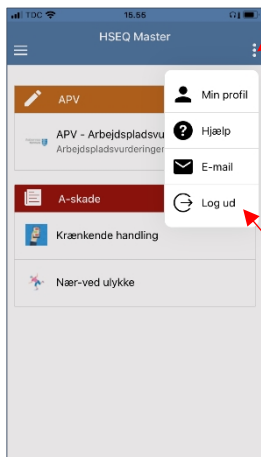 TDC 15.55
HSEQ Master
APV
Min profil
APV - Arbejdspladsvu
Arbejdspladsvurderinger
Hjælp
E-mail
A-skade
Log ud
Krænkende handling
Nær-ved ulykke